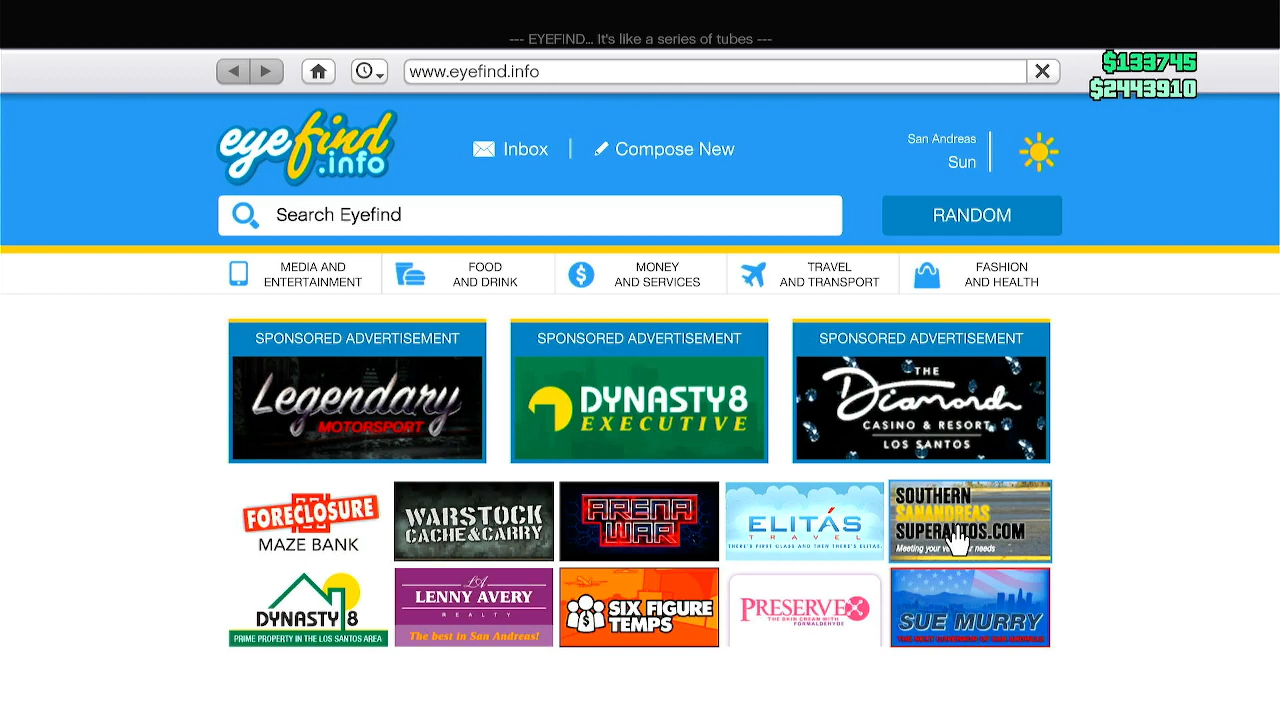 --- EYEFIND... It's like a series of tubes ---
www.eyefind.info
$133745
$2443910
eyefind
.info
Inbox
Compose New
San Andreas
Sun
Search Eyefind
RANDOM
MEDIA AND
ENTERTAINMENT
FOOD
AND DRINK
MONEY
AND SERVICES
TRAVEL
AND TRANSPORT
FASHION
AND HEALTH
SPONSORED ADVERTISEMENT
Legendary
MOTORSPORT
SPONSORED ADVERTISEMENT
DYNASTY8
EXECUTIVE
SPONSORED ADVERTISEMENT
THE
Diamond
CASINO & RESORT
LOS SANTOS
FORECLOSURE
MAZE BANK
WARSTOCK
CACHE&CARRY
ARENA
WAR
ELITÁS
TRAVEL
THERE'S FIRST CLASS AND THEN THERE'S ELITAS.
SOUTHERN
SANANDREAS
SUPERAUTOS.COM
Meeting your needs
DYNASTY 8
PRIME PROPERTY IN THE LOS SANTOS AREA
LA
LENNY AVERY
REALTY
The best in San Andreas!
SIX FIGURE
TEMPS
PRESERVEX
THE SKIN CREAM WITH
FORMALDEHYDE
SUE MURRY